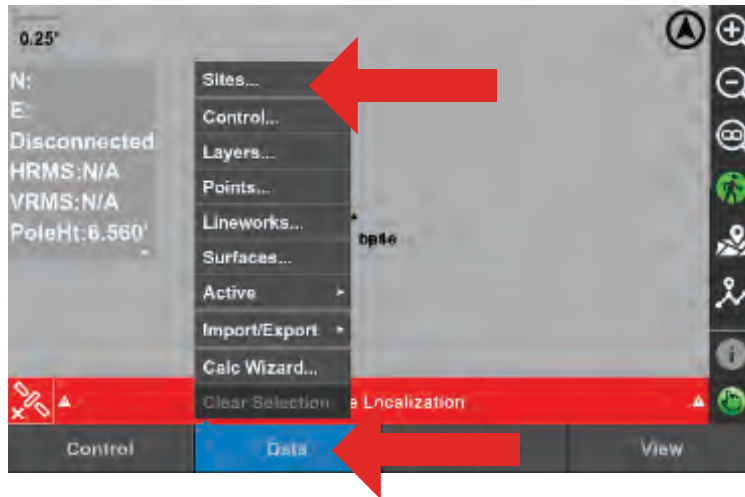 0.25'
N:
E:
Disconnected
HRMS:N/A
VRMS:N/A
PoleHt:6.560'
Sites...
Control...
Layers...
Points...
Lineworks...
Surfaces...
Active
Import/Export
Calc Wizard...
Clear Selection
base
e Localization
Control
Data
View